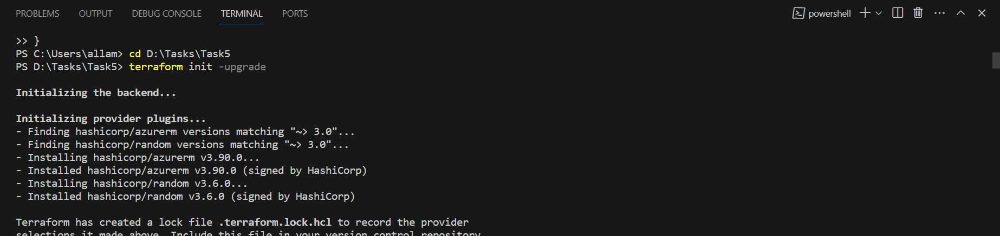 PROBLEMS OUTPUT DEBUG CONSOLE TERMINAL PORTS powershell
>> }
PS C:\Users\allam> cd D:\Tasks\Task5
PS D:\Tasks\Task5> terraform init -upgrade
Initializing the backend...
Initializing provider plugins...
- Finding hashicorp/azurerm versions matching "~> 3.0"...
- Finding hashicorp/random versions matching "~> 3.0"...
- Installing hashicorp/azurerm v3.90.0...
- Installed hashicorp/azurerm v3.90.0 (signed by HashiCorp)
- Installing hashicorp/random v3.6.0...
- Installed hashicorp/random v3.6.0 (signed by HashiCorp)
Terraform has created a lock file .terraform.lock.hcl to record the provider
selections it made above. Include this file in your version control repository